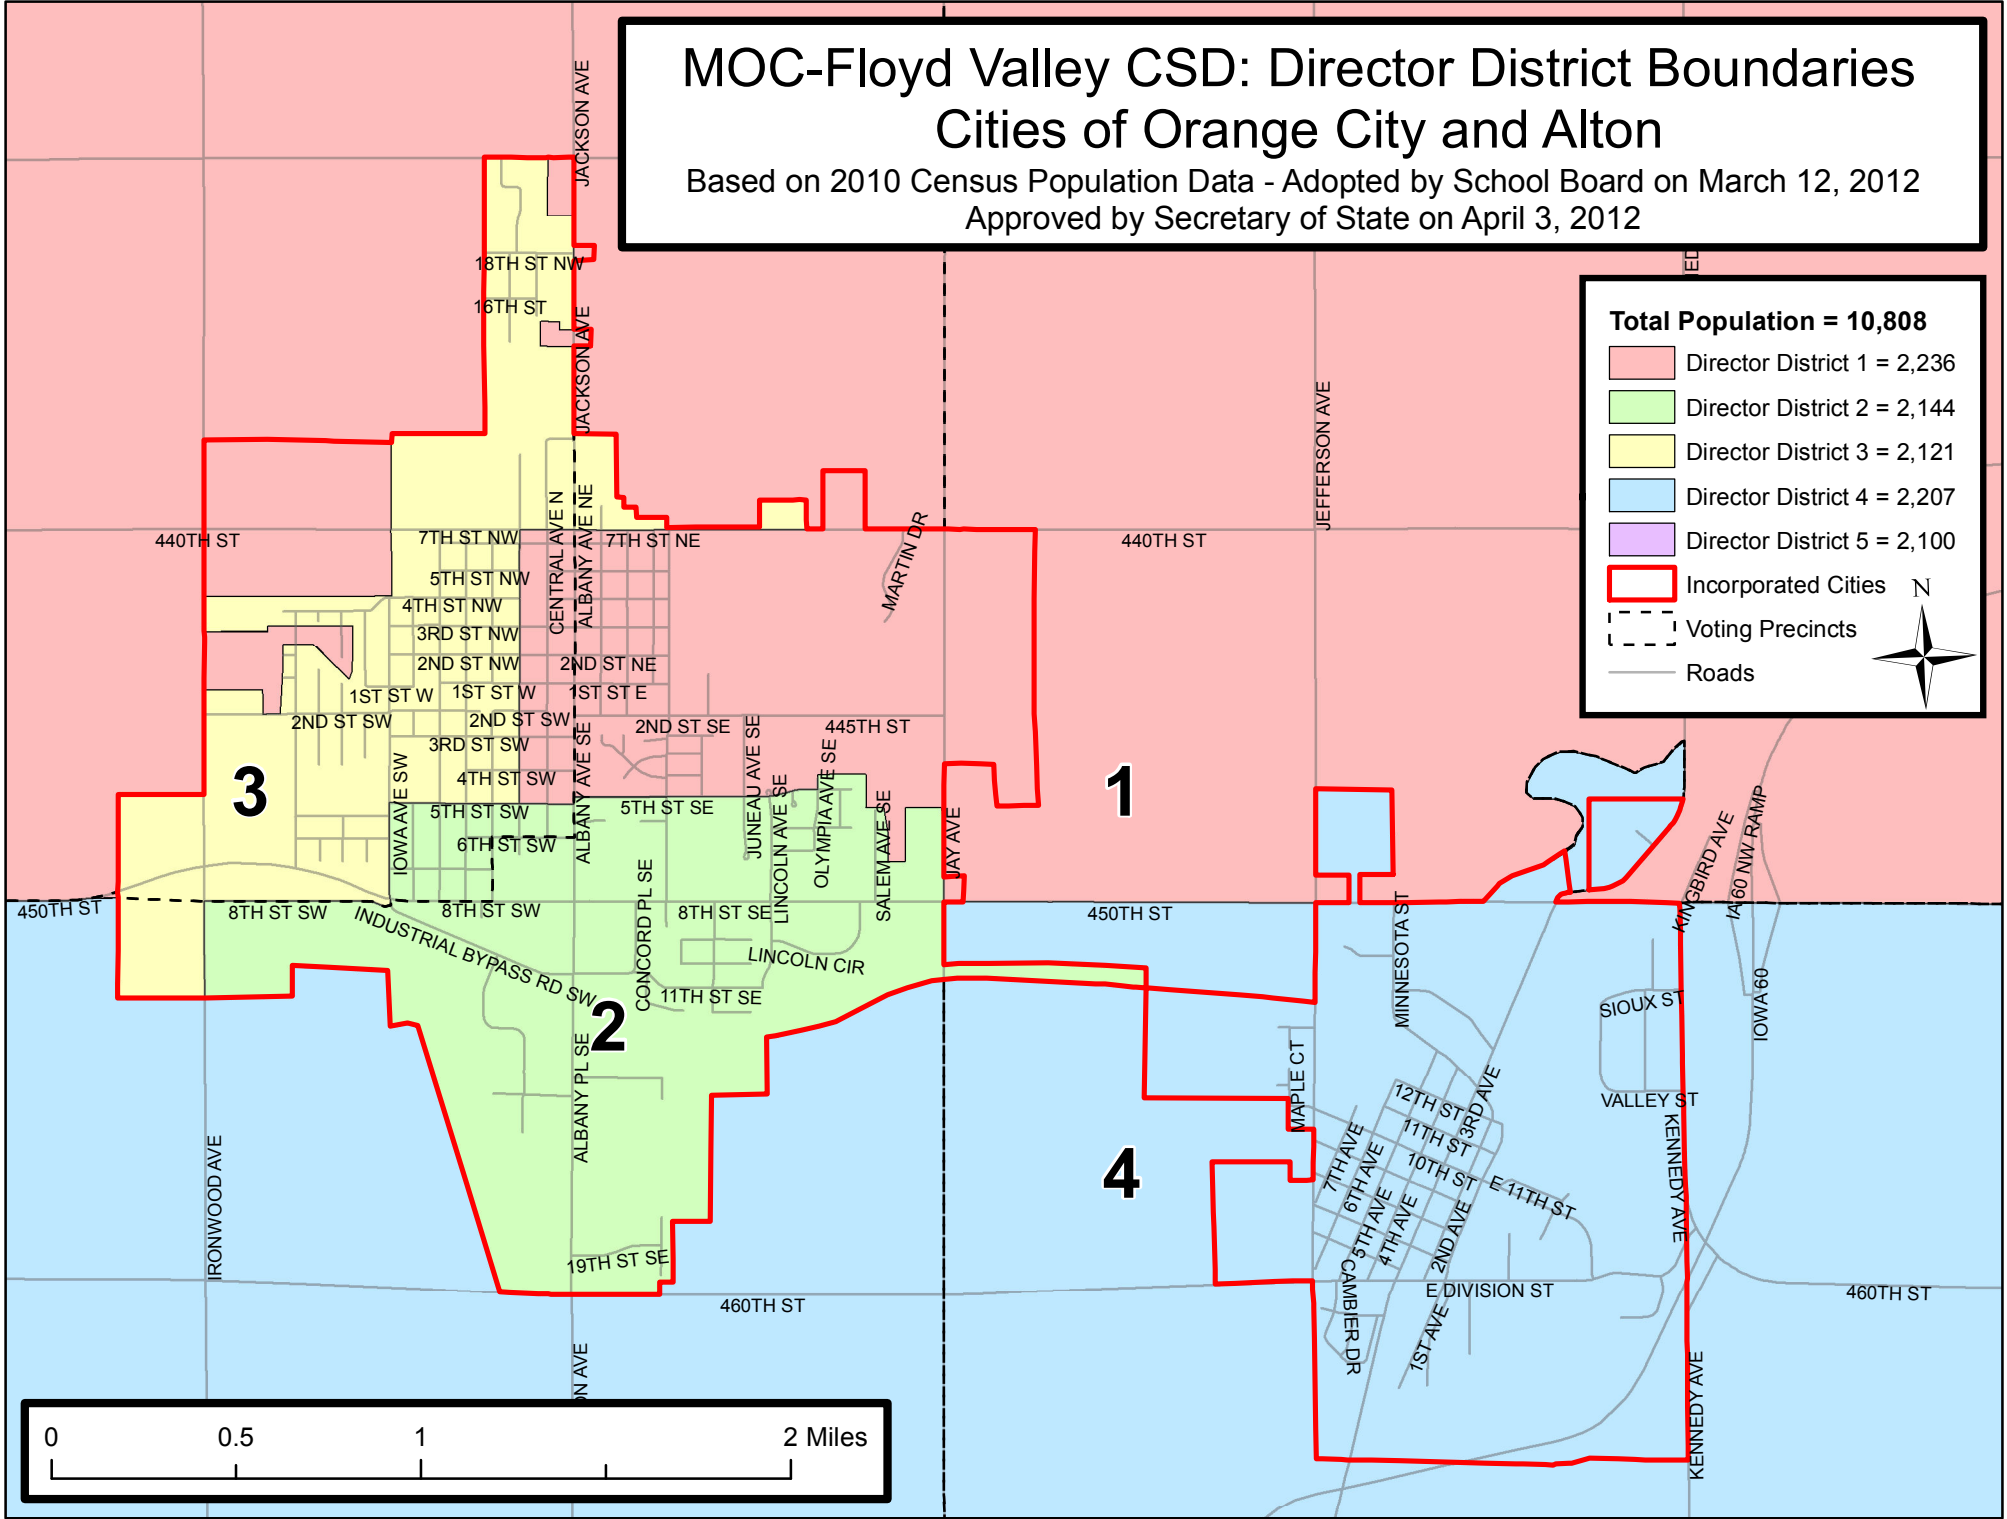 MOC-Floyd Valley CSD: Director District Boundaries
Cities of Orange City and Alton
Based on 2010 Census Population Data - Adopted by School Board on March 12, 2012
Approved by Secretary of State on April 3, 2012
Total Population = 10,808
Director District 1 = 2,236
Director District 2 = 2,144
Director District 3 = 2,121
Director District 4 = 2,207
Director District 5 = 2,100
Incorporated Cities
N
Voting Precincts
Roads
JACKSON AVE
18TH ST NW
16TH ST
JACKSON AVE
JEFFERSON AVE
440TH ST
7TH ST NW
CENTRAL AVE N
ALBANY AVE NE
7TH ST NE
MARTIN DR
440TH ST
5TH ST NW
4TH ST NW
3RD ST NW
2ND ST NW
2ND ST NE
1ST ST W
1ST ST W
1ST ST E
2ND ST SW
2ND ST SW
2ND ST SE
445TH ST
3RD ST SW
4TH ST SW
IOWA AVE SW
ALBANY AVE SE
JUNEAU AVE SE
LINCOLN AVE SE
OLYMPIA AVE SE
SALEM AVE SE
JAY AVE
3
1
5TH ST SW
5TH ST SE
6TH ST SW
KINGBIRD AVE
IA 60 NW RAMP
450TH ST
8TH ST SW
INDUSTRIAL BYPASS RD SW
8TH ST SW
CONCORD PL SE
8TH ST SE
450TH ST
MINNESOTA ST
LINCOLN CIR
11TH ST SE
2
SIOUX ST
IOWA 60
ALBANY PL SE
MAPLE CT
VALLEY ST
12TH ST
3RD AVE
11TH ST
10TH ST
E 11TH ST
7TH AVE
6TH AVE
5TH AVE
4TH AVE
2ND AVE
KENNEDY AVE
4
IRONWOOD AVE
19TH ST SE
460TH ST
CAMBIER DR
E DIVISION ST
1ST AVE
460TH ST
ON AVE
KENNEDY AVE
0
0.5
1
2 Miles